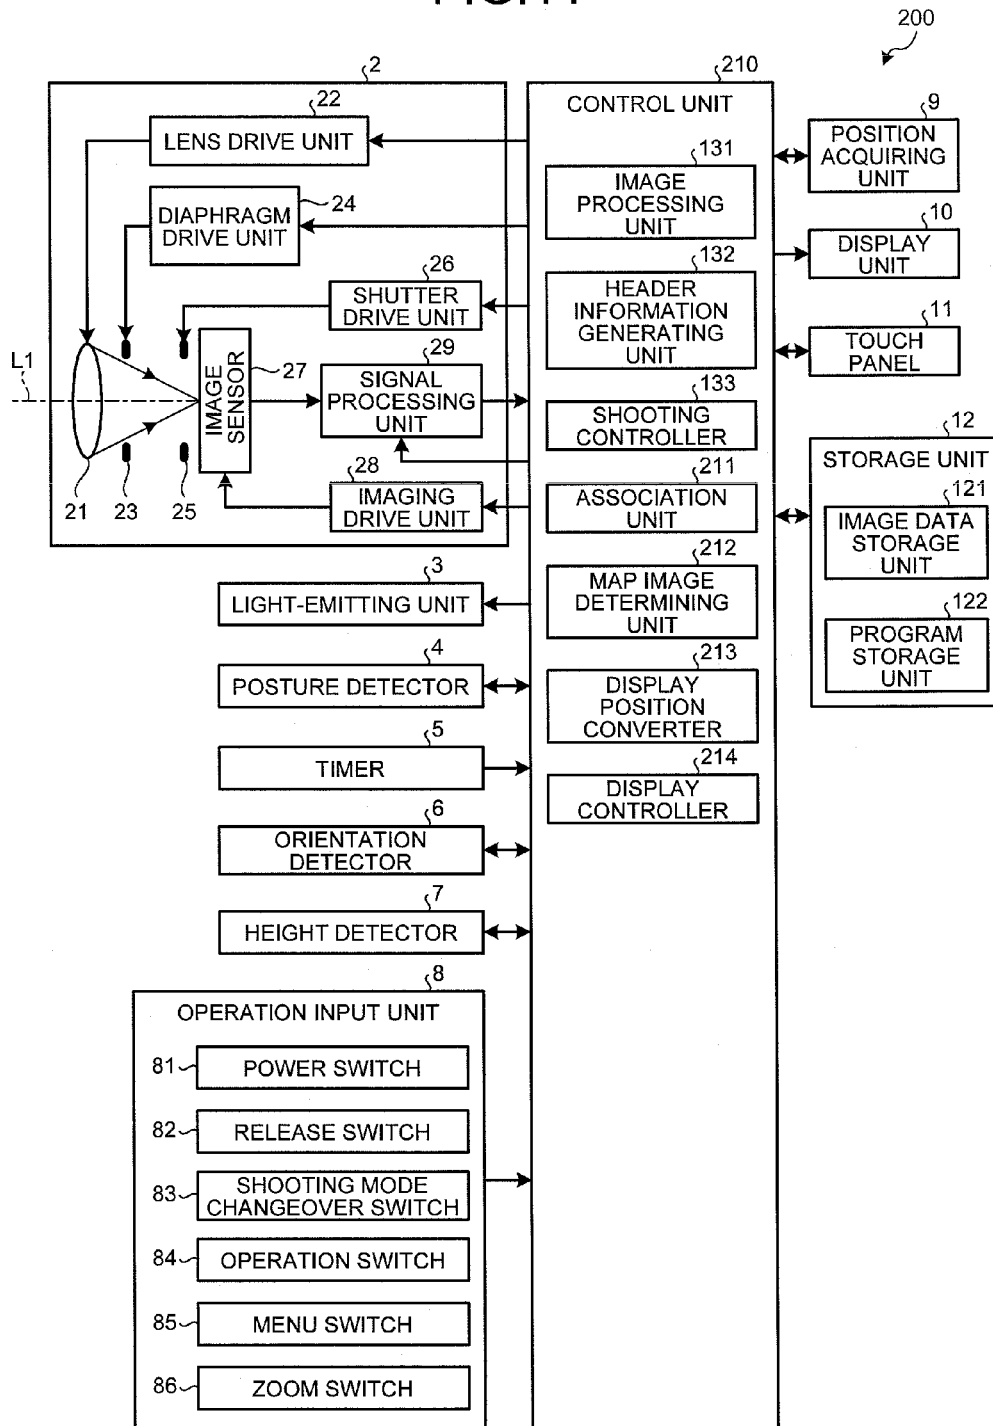 200
2
22
LENS DRIVE UNIT
24
DIAPHRAGM
DRIVE UNIT
26
SHUTTER
DRIVE UNIT
L1
IMAGE
SENSOR
27
29
SIGNAL
PROCESSING
UNIT
21
23
25
28
IMAGING
DRIVE UNIT
3
LIGHT-EMITTING UNIT
4
POSTURE DETECTOR
5
TIMER
6
ORIENTATION
DETECTOR
7
HEIGHT DETECTOR
8
OPERATION INPUT UNIT
81
POWER SWITCH
82
RELEASE SWITCH
83
SHOOTING MODE
CHANGEOVER SWITCH
84
OPERATION SWITCH
85
MENU SWITCH
86
ZOOM SWITCH
210
CONTROL UNIT
131
IMAGE
PROCESSING
UNIT
132
HEADER
INFORMATION
GENERATING
UNIT
133
SHOOTING
CONTROLLER
211
ASSOCIATION
UNIT
212
MAP IMAGE
DETERMINING
UNIT
213
DISPLAY
POSITION
CONVERTER
214
DISPLAY
CONTROLLER
9
POSITION
ACQUIRING
UNIT
10
DISPLAY
UNIT
11
TOUCH
PANEL
12
STORAGE UNIT
121
IMAGE DATA
STORAGE
UNIT
122
PROGRAM
STORAGE
UNIT